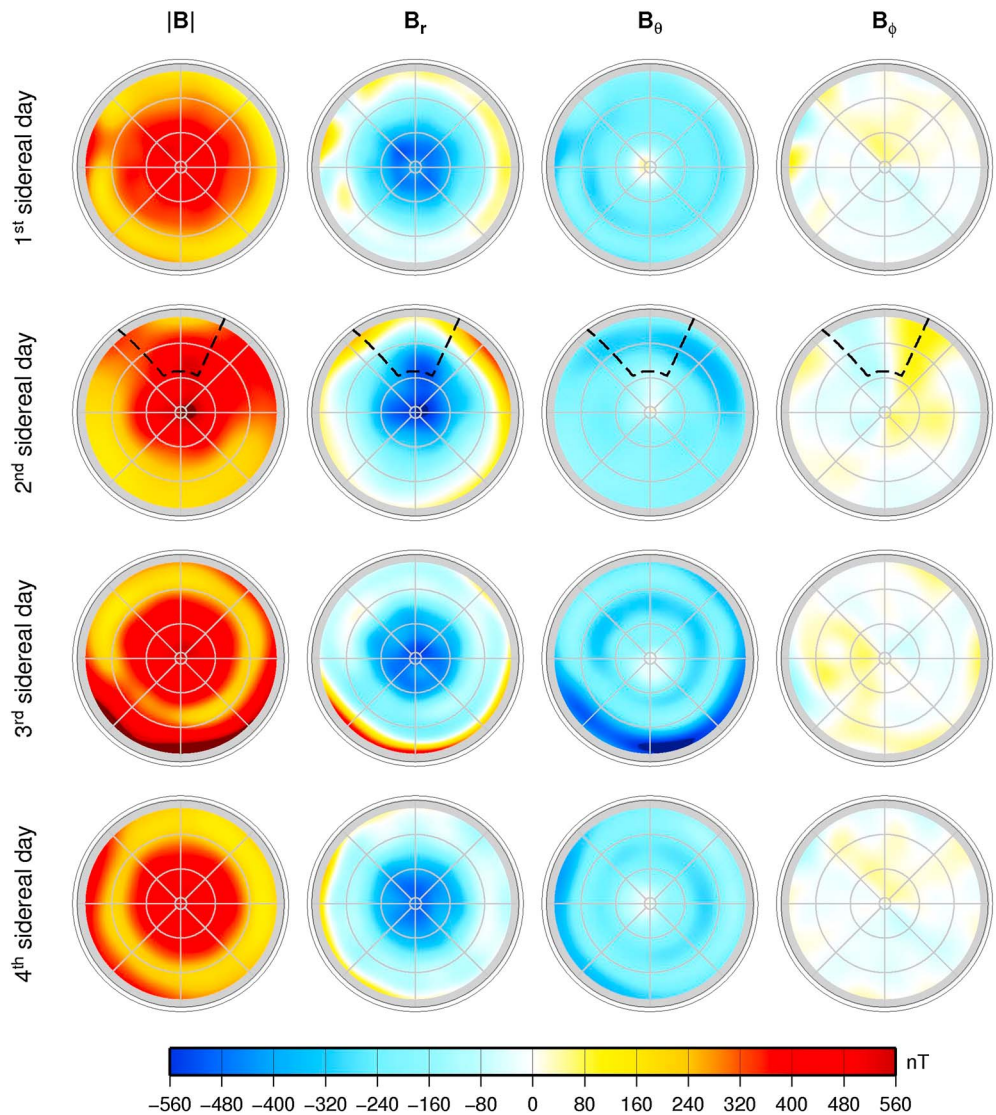 |B| Br Bθ Bϕ
1st sidereal day
2nd sidereal day
3rd sidereal day
4th sidereal day
nT
−560 −480 −400 −320 −240 −160 −80 0 80 160 240 320 400 480 560